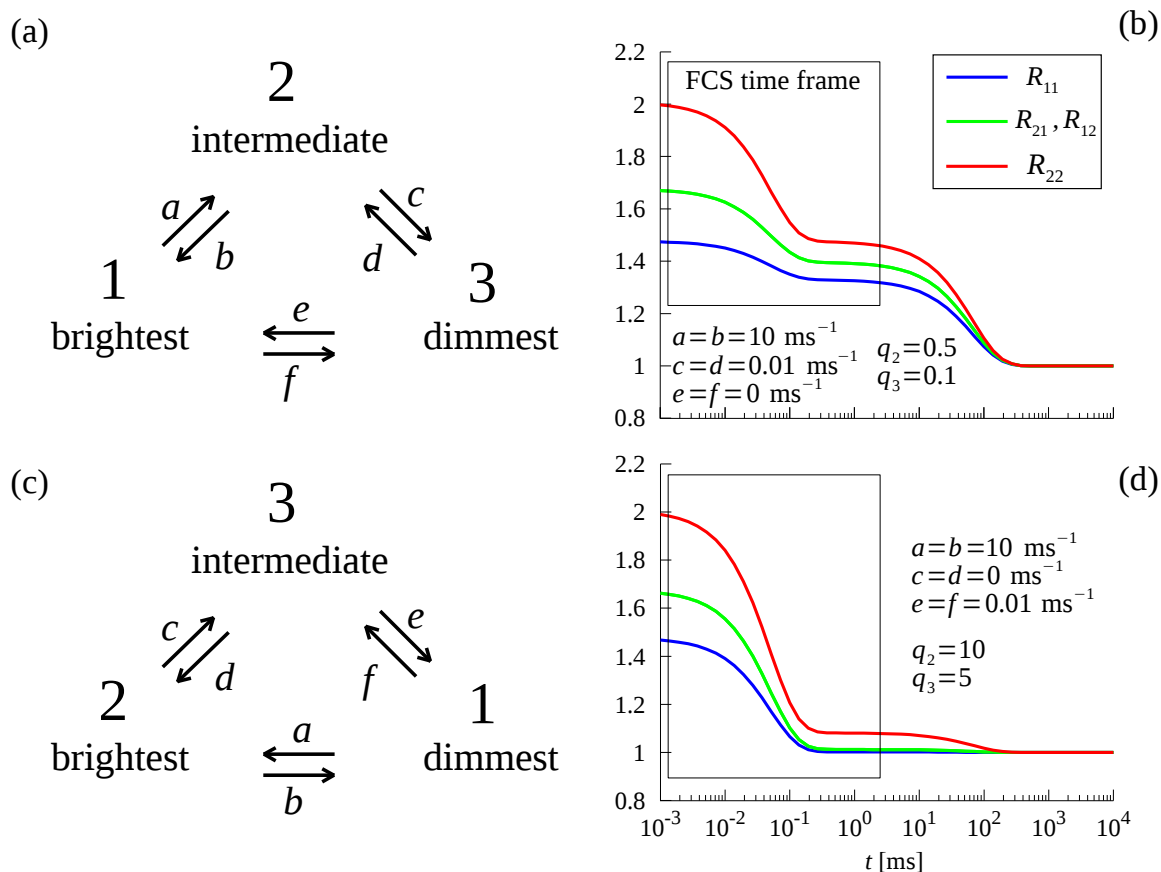 (a)
2
intermediate
a
b
c
d
1
brightest
3
dimmest
e
f
(b)
2.2
2
1.8
1.6
1.4
1.2
1
0.8
FCS time frame
R₁₁
R₂₁ , R₁₂
R₂₂
a=b=10 ms⁻¹
c=d=0.01 ms⁻¹
e=f=0 ms⁻¹
q₂=0.5
q₃=0.1
(c)
3
intermediate
c
d
e
f
2
brightest
1
dimmest
a
b
(d)
2.2
2
1.8
1.6
1.4
1.2
1
0.8
a=b=10 ms⁻¹
c=d=0 ms⁻¹
e=f=0.01 ms⁻¹
q₂=10
q₃=5
10⁻³ 10⁻² 10⁻¹ 10⁰ 10¹ 10² 10³ 10⁴
t [ms]